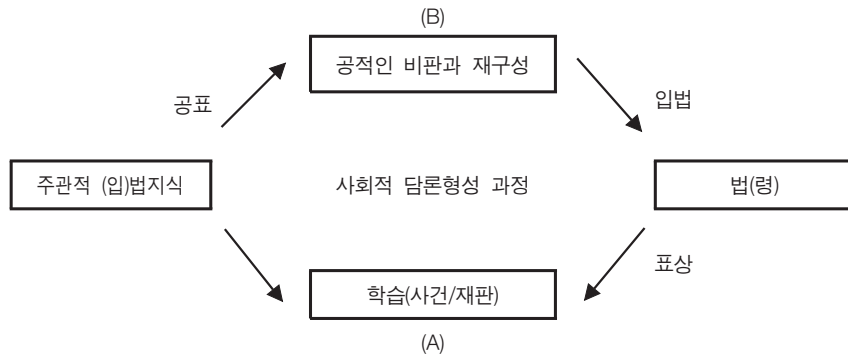 (B)
공적인 비판과 재구성
공표
입법
주관적 (입)법지식
사회적 담론형성 과정
법(령)
표상
학습(사건/재판)
(A)